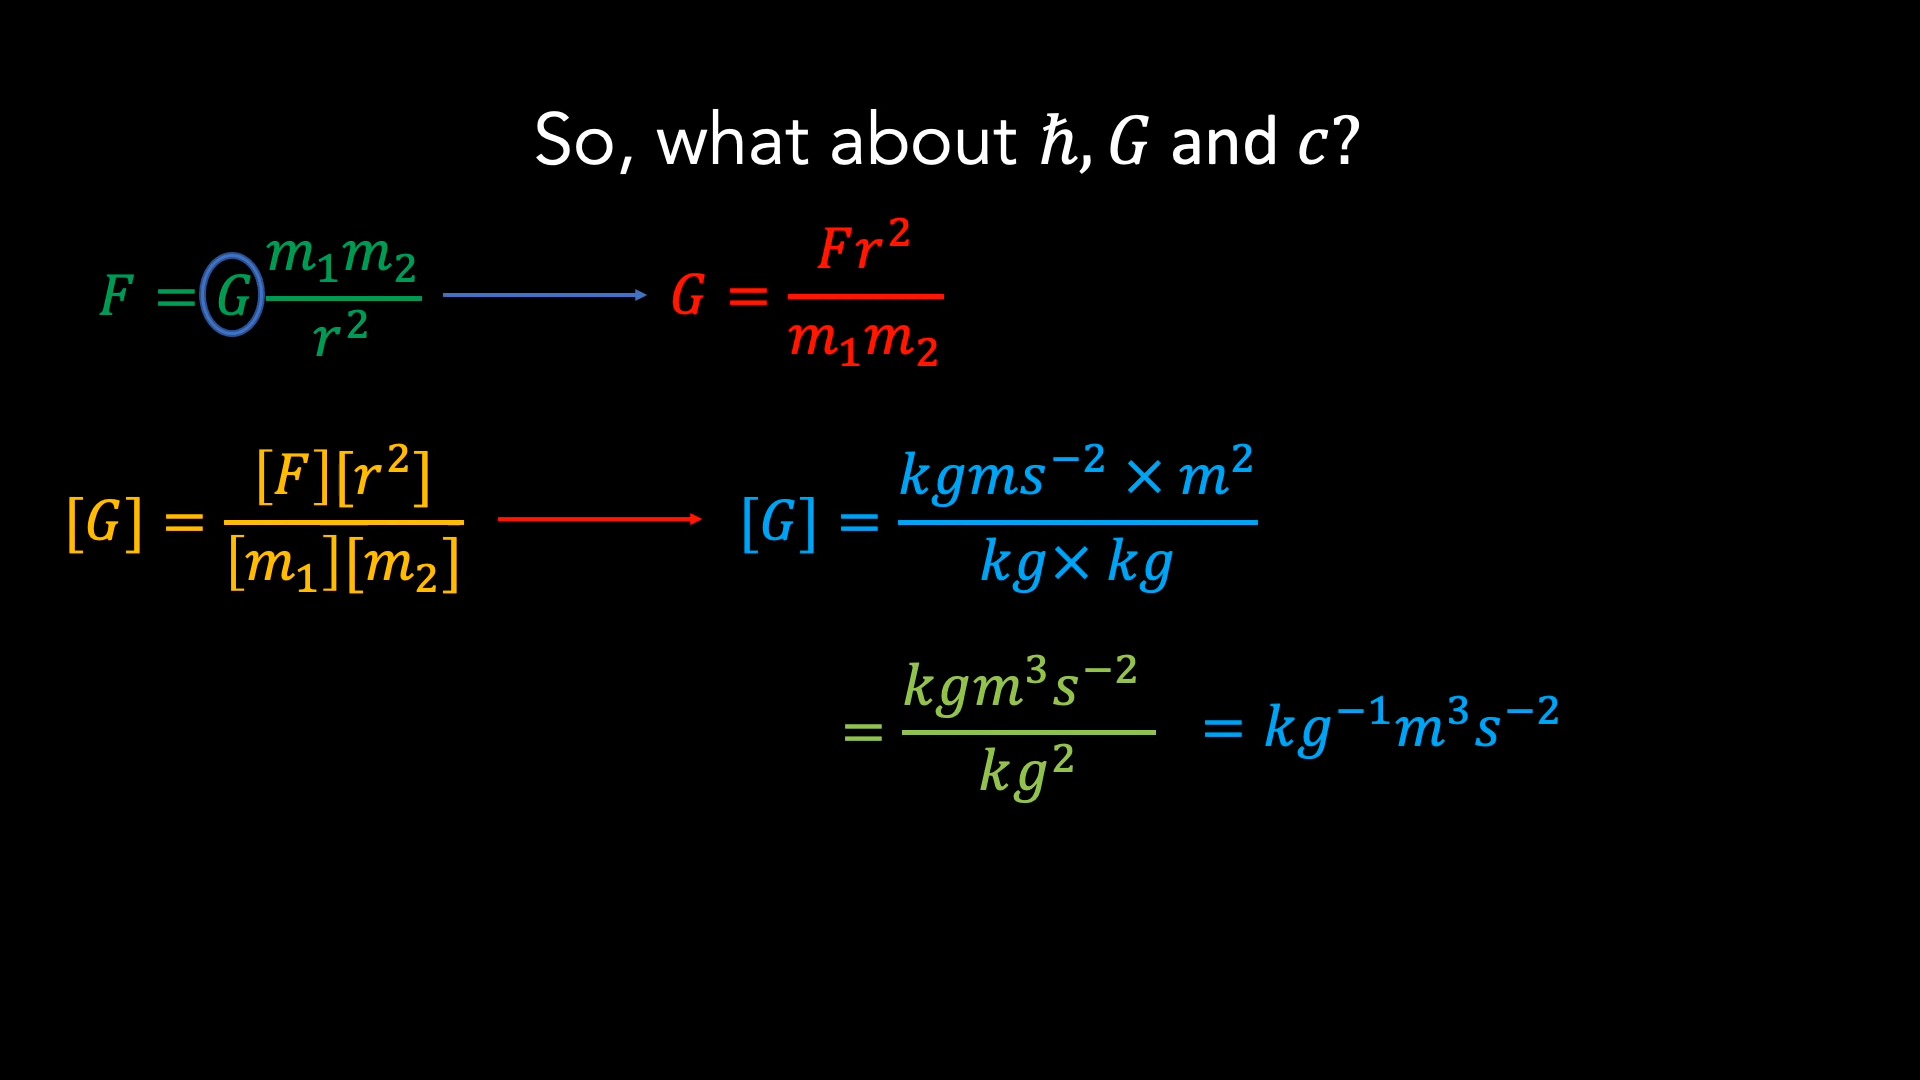 So, what about ℏ, G and c?
F = G m₁m₂ / r² → G = Fr² / m₁m₂
[G] = [F][r²] / [m₁][m₂] → [G] = kgms⁻² × m² / kg × kg
= kgm³s⁻² / kg² = kg⁻¹m³s⁻²